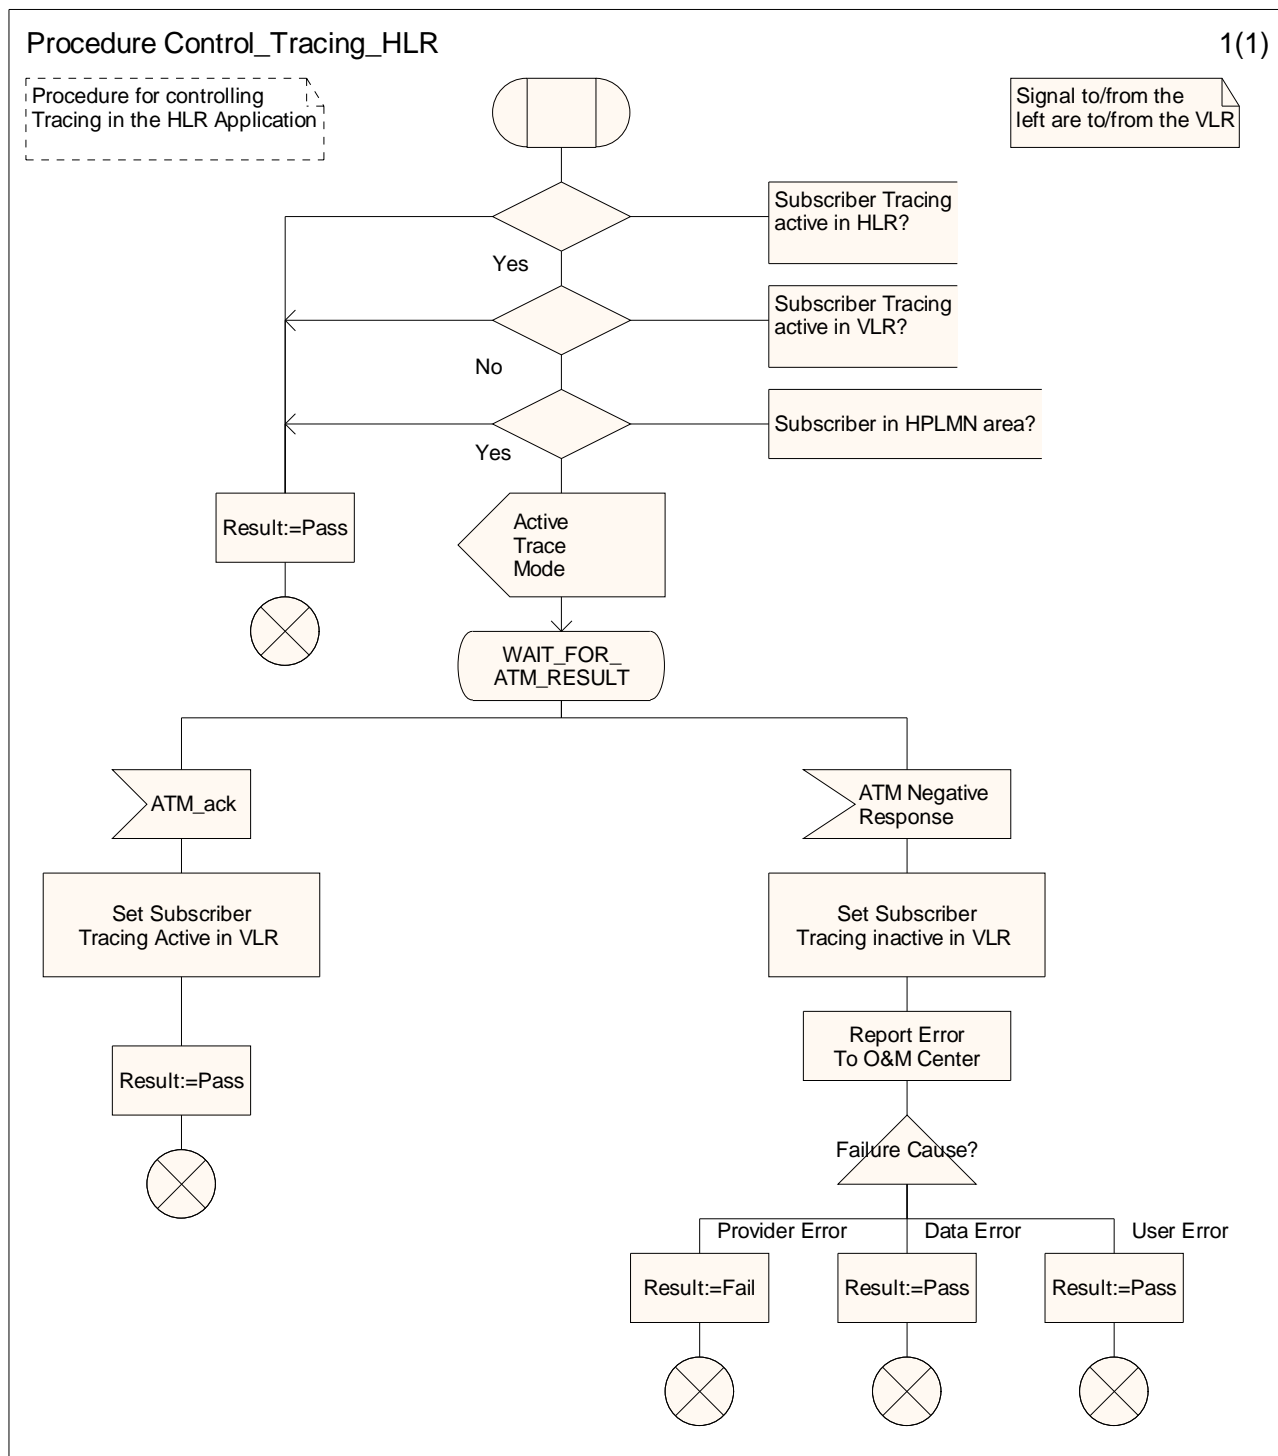 Procedure Control_Tracing_HLR
1(1)
Procedure for controlling
Tracing in the HLR Application
Signal to/from the
left are to/from the VLR
Subscriber Tracing
active in HLR?
Yes
Subscriber Tracing
active in VLR?
No
Subscriber in HPLMN area?
Yes
Result:=Pass
Active
Trace
Mode
WAIT_FOR_
ATM_RESULT
ATM_ack
ATM Negative
Response
Set Subscriber
Tracing Active in VLR
Set Subscriber
Tracing inactive in VLR
Report Error
To O&M Center
Result:=Pass
Failure Cause?
Provider Error
Data Error
User Error
Result:=Fail
Result:=Pass
Result:=Pass